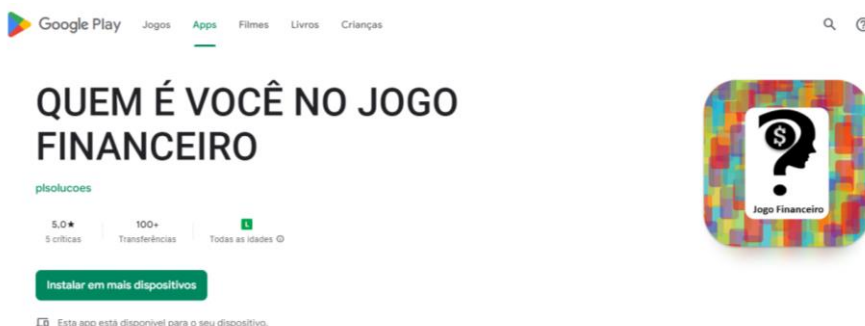 Google Play Jogos Apps Filmes Livros Crianças
QUEM É VOCÊ NO JOGO
FINANCEIRO
plsolucoes
5,0★ 100+ L
5 críticas Transferências Todas as idades
Instalar em mais dispositivos
Esta app está disponível para o seu dispositivo.
$
Jogo Financeiro